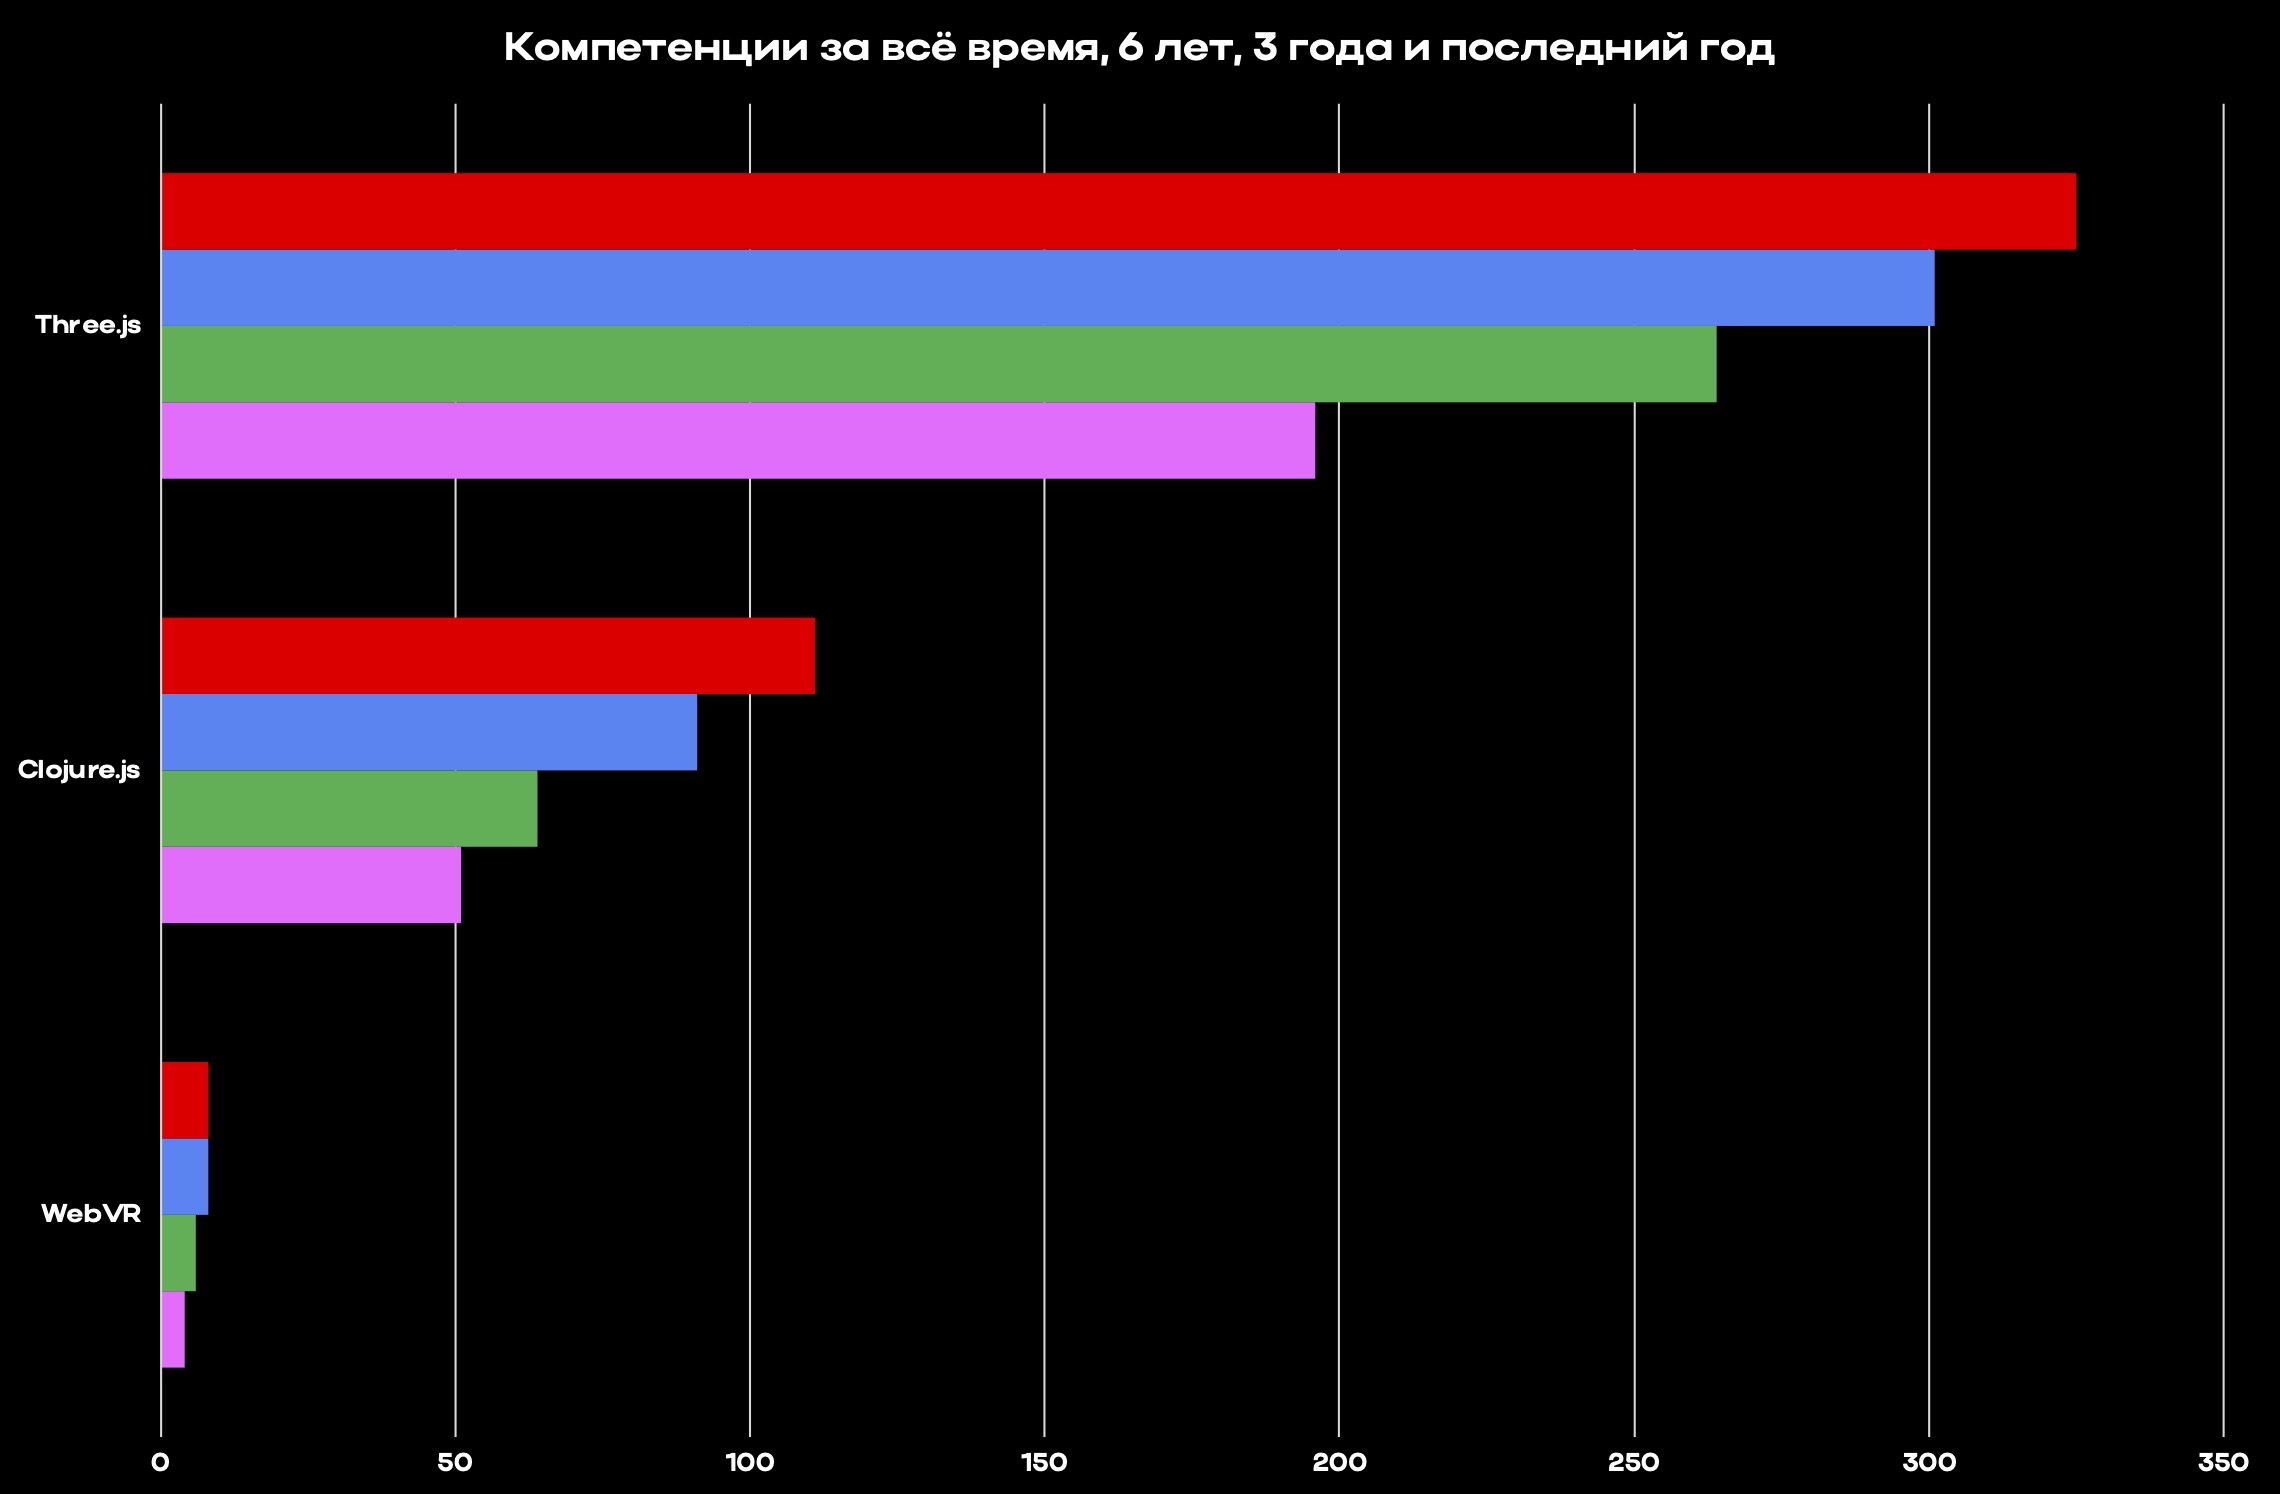 Компетенции за всё время, 6 лет, 3 года и последний год
Three.js
Clojure.js
WebVR
0 50 100 150 200 250 300 350